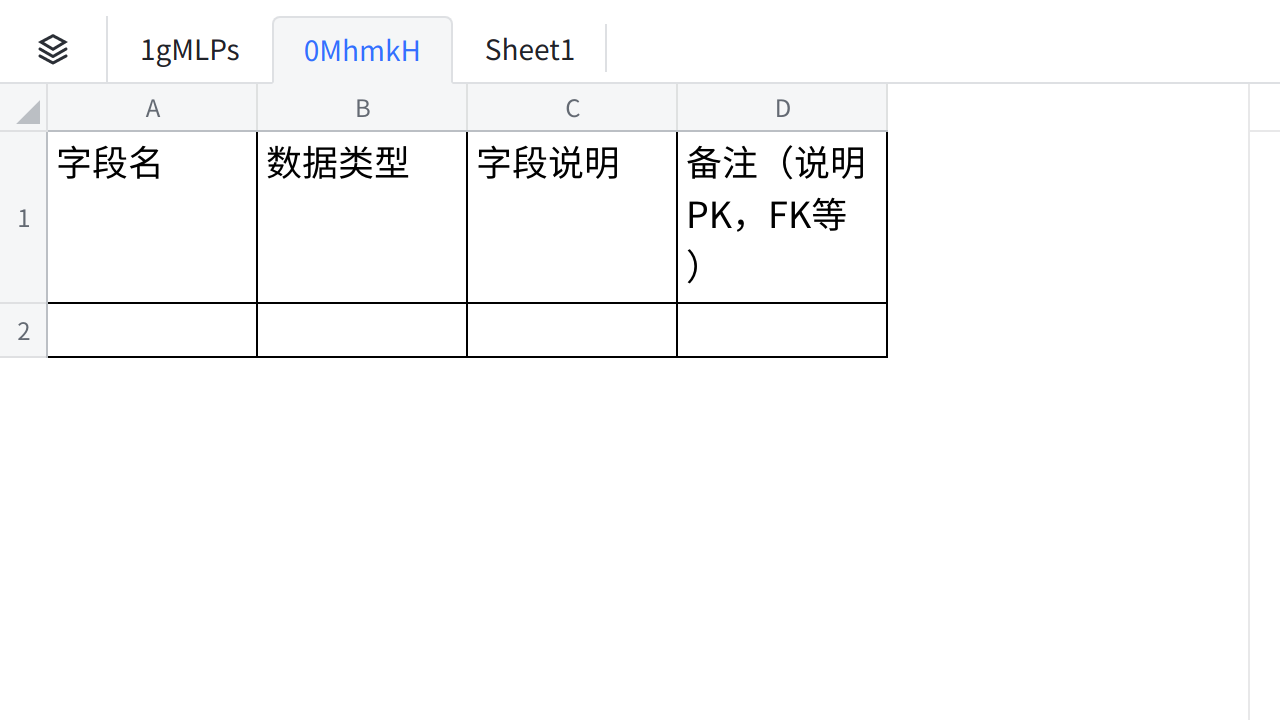 1gMLPs 0MhmkH Sheet1
A B C D
1 字段名 数据类型 字段说明 备注（说明
PK，FK等
）
2